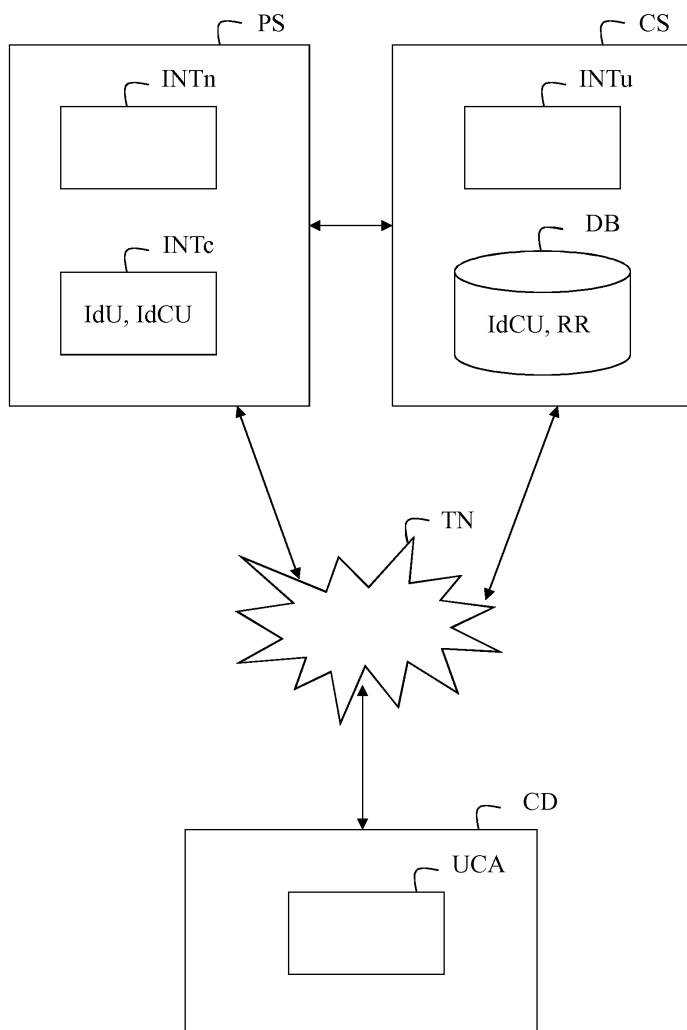 PS
CS
INTn
INTu
INTc
DB
IdU, IdCU
IdCU, RR
TN
CD
UCA